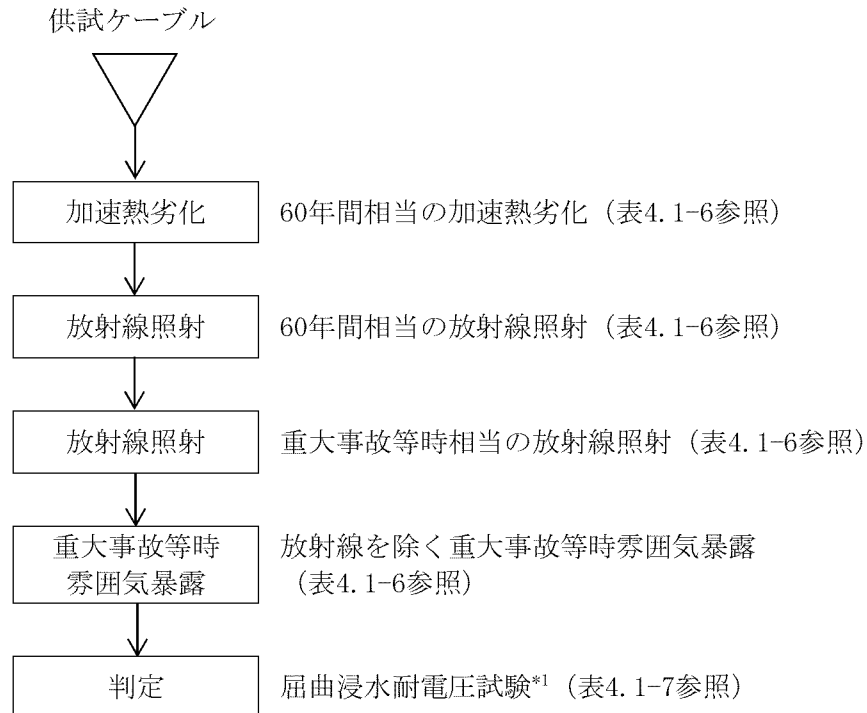 供試ケーブル
加速熱劣化
60年間相当の加速熱劣化（表4.1-6参照）
放射線照射
60年間相当の放射線照射（表4.1-6参照）
放射線照射
重大事故等時相当の放射線照射（表4.1-6参照）
重大事故等時
雰囲気暴露
放射線を除く重大事故等時雰囲気暴露
（表4.1-6参照）
判定
屈曲浸水耐電圧試験*1（表4.1-7参照）